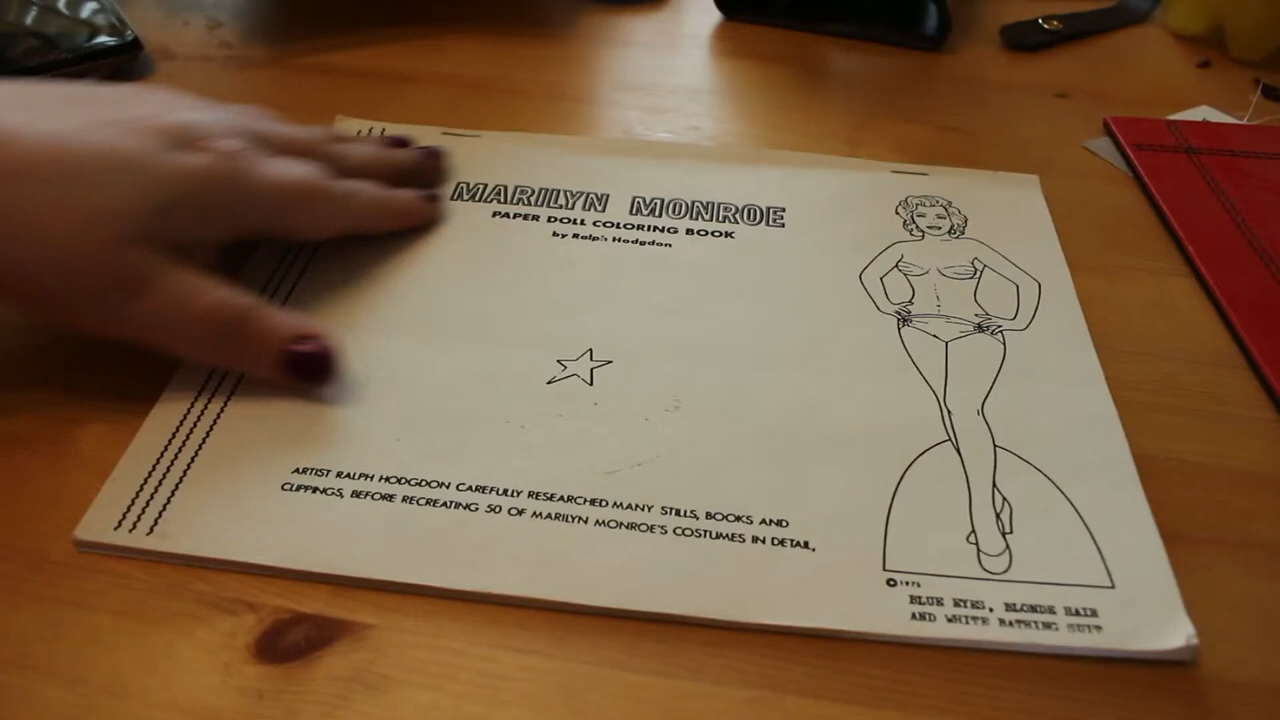 MARILYN MONROE
PAPER DOLL COLORING BOOK
by Ralph Hodgdon
ARTIST RALPH HODGDON CAREFULLY RESEARCHED MANY STILLS, BOOKS AND
CLIPPINGS, BEFORE RECREATING 50 OF MARILYN MONROE'S COSTUMES IN DETAIL,
BLUE EYES, BLONDE HAIR
AND WHITE BATHING SUIT